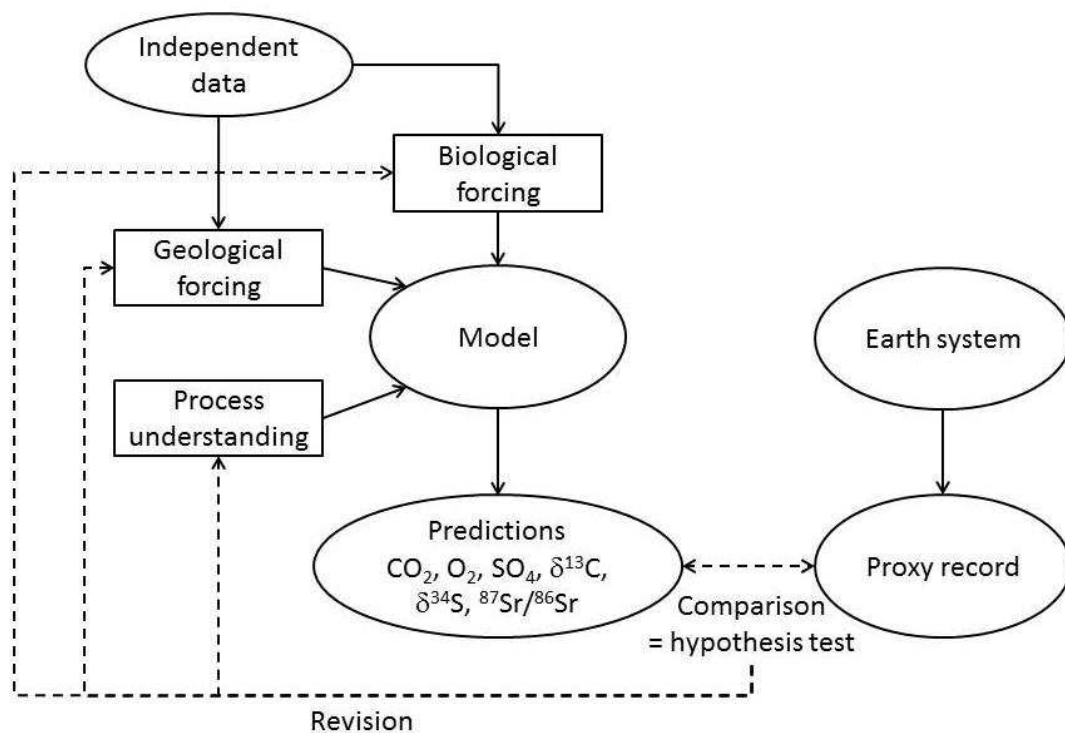 Independent
data
Biological
forcing
Geological
forcing
Model
Earth system
Process
understanding
Predictions
CO₂, O₂, SO₄, δ¹³C,
δ³⁴S, ⁸⁷Sr/⁸⁶Sr
Proxy record
Comparison
= hypothesis test
Revision